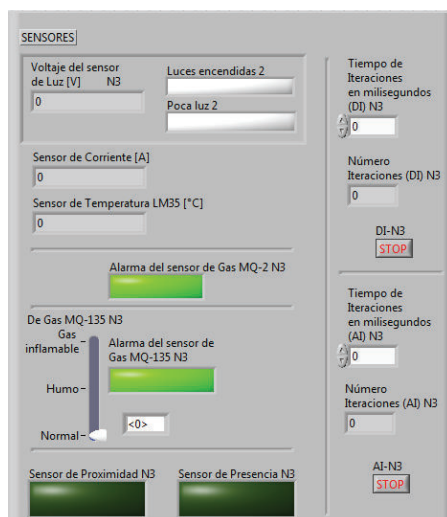 SENSORES
Voltaje del sensor
de Luz [V] N3
0
Luces encendidas 2
Poca luz 2
Sensor de Corriente [A]
0
Sensor de Temperatura LM35 [°C]
0
Alarma del sensor de Gas MQ-2 N3
De Gas MQ-135 N3
Gas
inflamable
Humo
Normal
Alarma del sensor de
Gas MQ-135 N3
<0>
Sensor de Proximidad N3
Sensor de Presencia N3
Tiempo de
Iteraciones
en milisegundos
(DI) N3
0
Número
Iteraciones (DI) N3
0
DI-N3
STOP
Tiempo de
Iteraciones
en milisegundos
(AI) N3
0
Número
Iteraciones (AI) N3
0
AI-N3
STOP